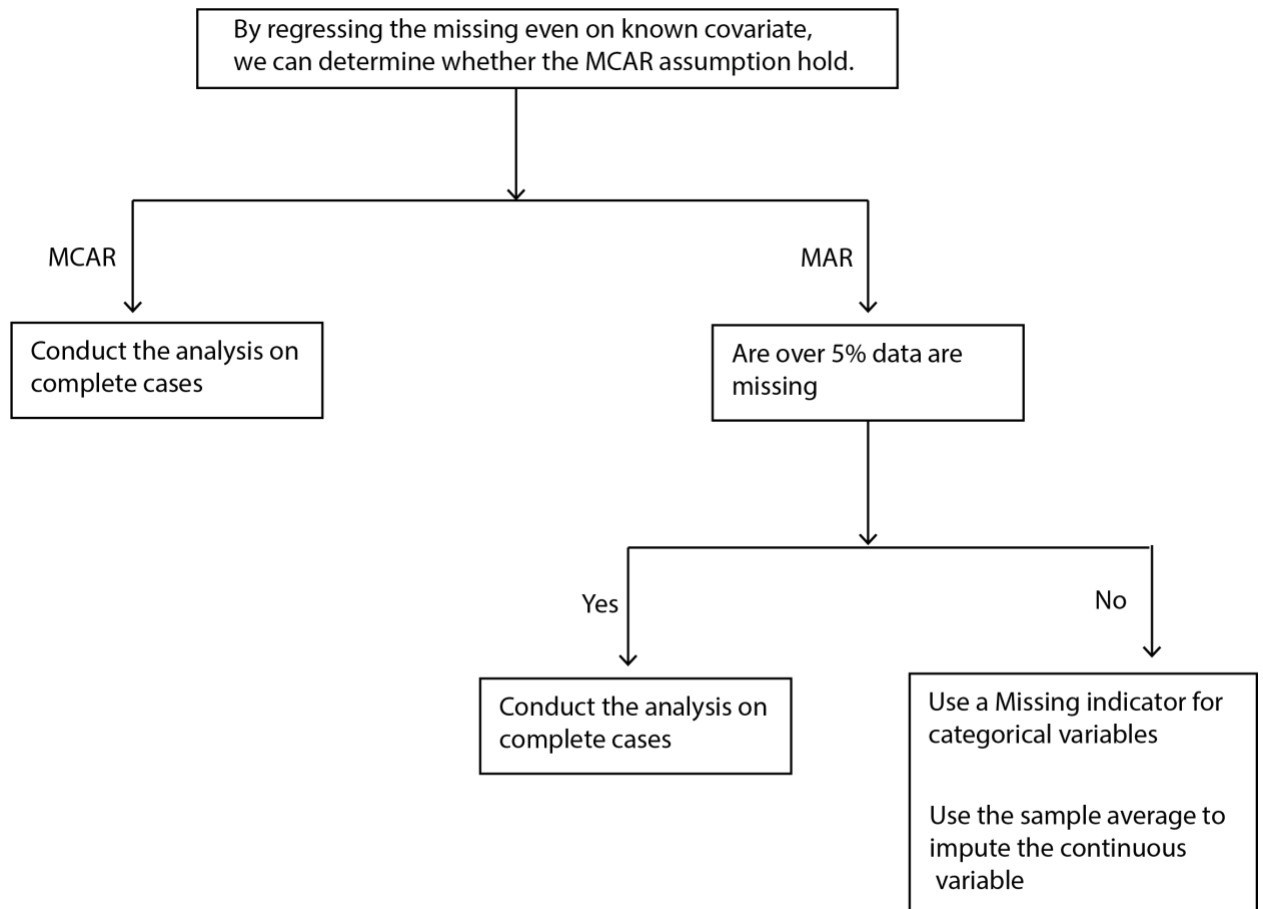 By regressing the missing even on known covariate,
we can determine whether the MCAR assumption hold.
MCAR
MAR
Conduct the analysis on
complete cases
Are over 5% data are
missing
Yes
No
Conduct the analysis on
complete cases
Use a Missing indicator for
categorical variables
Use the sample average to
impute the continuous
variable